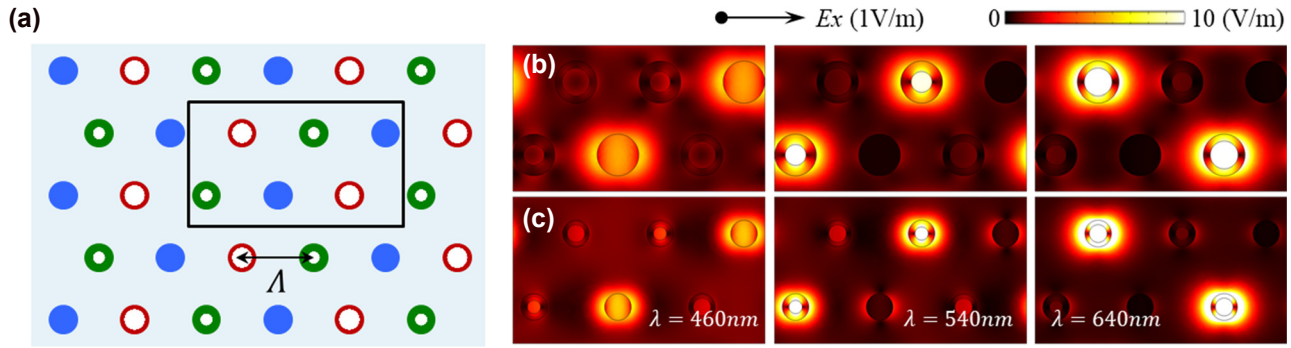 (a)
Ex (1V/m)
0
10 (V/m)
(b)
Λ
(c)
λ = 460nm
λ = 540nm
λ = 640nm